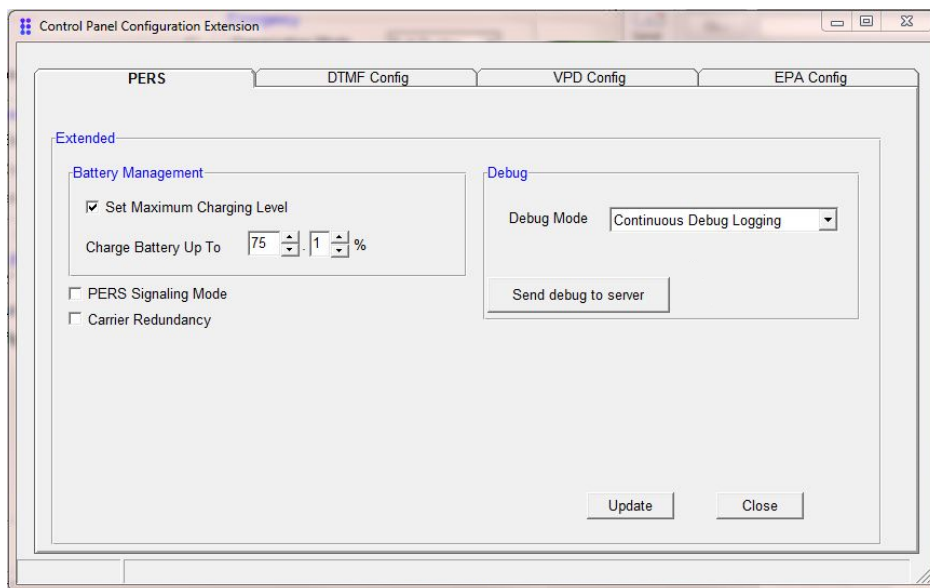 Control Panel Configuration Extension
PERS
DTMF Config
VPD Config
EPA Config
Extended
Battery Management
Set Maximum Charging Level
Charge Battery Up To 75 . 1 %
PERS Signaling Mode
Carrier Redundancy
Debug
Debug Mode Continuous Debug Logging
Send debug to server
Update
Close